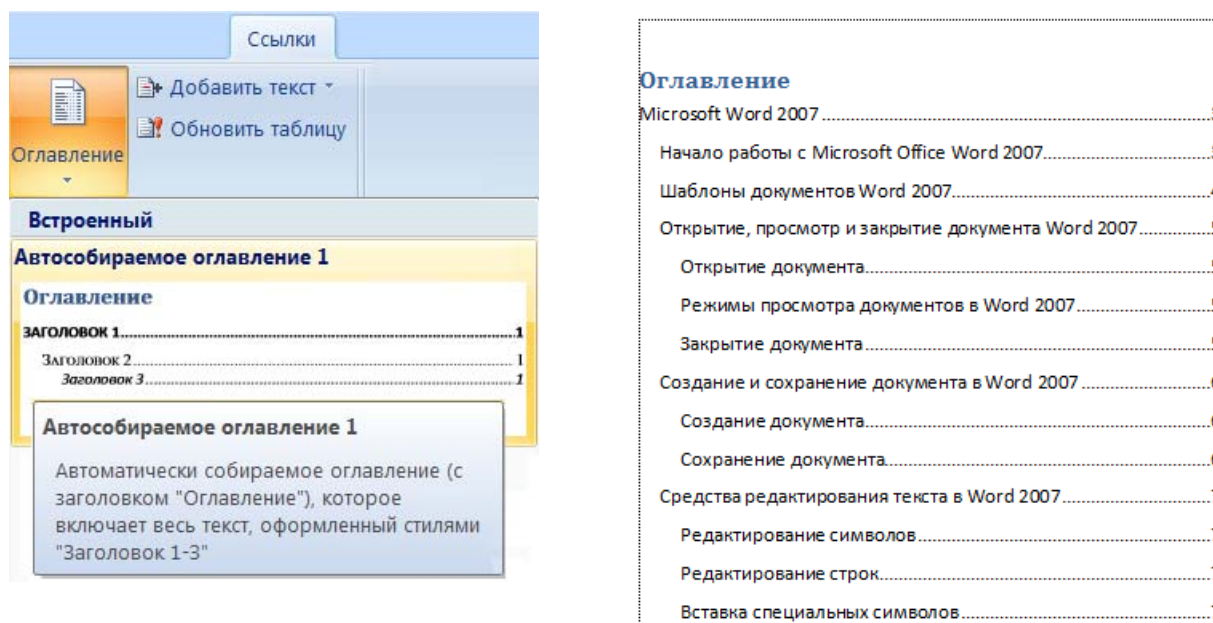 Ссылки
Оглавление
Добавить текст
Обновить таблицу
Встроенный
Автособираемое оглавление 1
Оглавление
ЗАГОЛОВОК 1...1
Заголовок 2...1
Заголовок 3...1
Автособираемое оглавление 1
Автоматически собираемое оглавление (с
заголовком "Оглавление"), которое
включает весь текст, оформленный стилями
"Заголовок 1-3"
Оглавление
Microsoft Word 2007
Начало работы с Microsoft Office Word 2007
Шаблоны документов Word 2007
Открытие, просмотр и закрытие документа Word 2007
Открытие документа
Режимы просмотра документов в Word 2007
Закрытие документа
Создание и сохранение документа в Word 2007
Создание документа
Сохранение документа
Средства редактирования текста в Word 2007
Редактирование символов
Редактирование строк
Вставка специальных символов